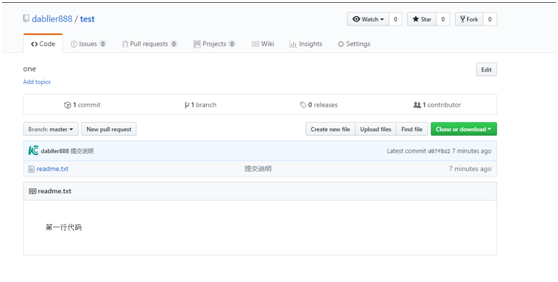 dabller888 / test
Watch 0 Star 0 Fork 0
Code Issues 0 Pull requests 0 Projects 0 Wiki Insights Settings
one Edit
Add topics
1 commit 1 branch 0 releases 1 contributor
Branch: master New pull request Create new file Upload files Find file Clone or download
dabller888 提交说明 Latest commit d07f8d2 7 minutes ago
readme.txt 提交说明 7 minutes ago
readme.txt
第一行代码